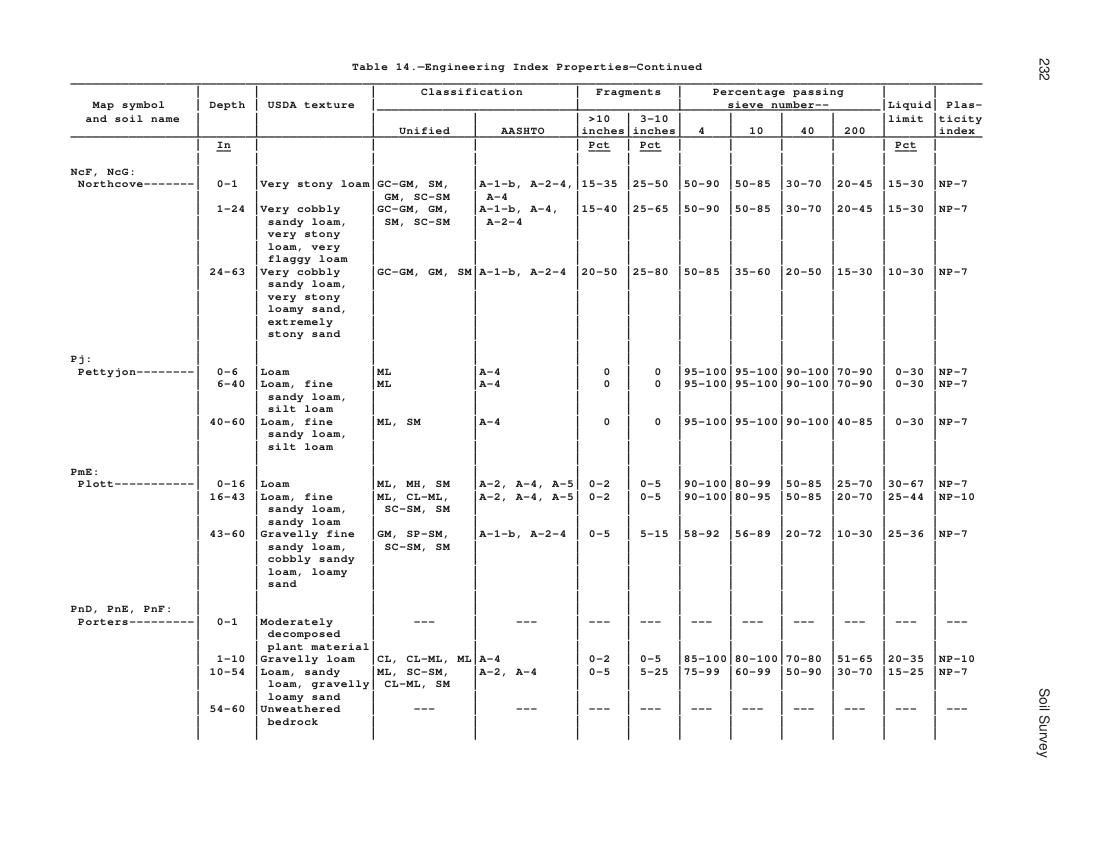 232
Table 14.—Engineering Index Properties—Continued
Classification Fragments Percentage passing
Map symbol Depth USDA texture sieve number-- Liquid Plas-
and soil name >10 3-10 limit ticity
Unified AASHTO inches inches 4 10 40 200 index
In Pct Pct Pct
NcF, NcG:
Northcove------- 0-1 Very stony loam GC-GM, SM, A-1-b, A-2-4, 15-35 25-50 50-90 50-85 30-70 20-45 15-30 NP-7
GM, SC-SM A-4
1-24 Very cobbly GC-GM, GM, A-1-b, A-4, 15-40 25-65 50-90 50-85 30-70 20-45 15-30 NP-7
sandy loam, SM, SC-SM A-2-4
very stony
loam, very
flaggy loam
24-63 Very cobbly GC-GM, GM, SM A-1-b, A-2-4 20-50 25-80 50-85 35-60 20-50 15-30 10-30 NP-7
sandy loam,
very stony
loamy sand,
extremely
stony sand
Pj:
Pettyjon-------- 0-6 Loam ML A-4 0 0 95-100 95-100 90-100 70-90 0-30 NP-7
6-40 Loam, fine ML A-4 0 0 95-100 95-100 90-100 70-90 0-30 NP-7
sandy loam,
silt loam
40-60 Loam, fine ML, SM A-4 0 0 95-100 95-100 90-100 40-85 0-30 NP-7
sandy loam,
silt loam
PmE:
Plott----------- 0-16 Loam ML, MH, SM A-2, A-4, A-5 0-2 0-5 90-100 80-99 50-85 25-70 30-67 NP-7
16-43 Loam, fine ML, CL-ML, A-2, A-4, A-5 0-2 0-5 90-100 80-95 50-85 20-70 25-44 NP-10
sandy loam, SC-SM, SM
sandy loam
43-60 Gravelly fine GM, SP-SM, A-1-b, A-2-4 0-5 5-15 58-92 56-89 20-72 10-30 25-36 NP-7
sandy loam, SC-SM, SM
cobbly sandy
loam, loamy
sand
PnD, PnE, PnF:
Porters--------- 0-1 Moderately --- --- --- --- --- --- --- --- --- ---
decomposed
plant material
1-10 Gravelly loam CL, CL-ML, ML A-4 0-2 0-5 85-100 80-100 70-80 51-65 20-35 NP-10
10-54 Loam, sandy ML, SC-SM, A-2, A-4 0-5 5-25 75-99 60-99 50-90 30-70 15-25 NP-7
loam, gravelly CL-ML, SM
loamy sand
54-60 Unweathered --- --- --- --- --- --- --- --- --- ---
bedrock
Soil Survey